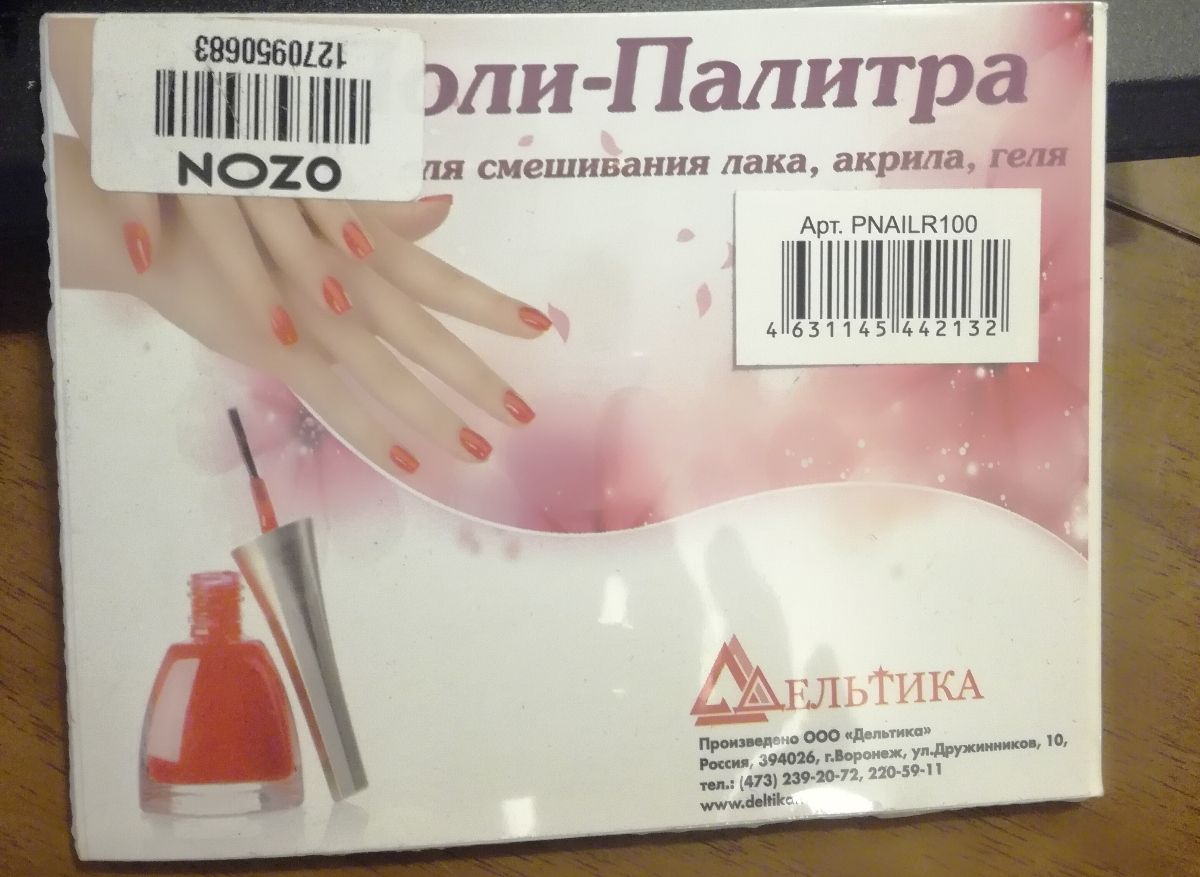 1270950683
OZON
оли-Палитра
ля смешивания лака, акрила, геля
Арт. PNAILR100
4 631145 442132
ДЕЛЬТИКА
Произведено ООО «Дельтика»
Россия, 394026, г.Воронеж, ул.Дружинников, 10,
тел.: (473) 239-20-72, 220-59-11
www.deltika.